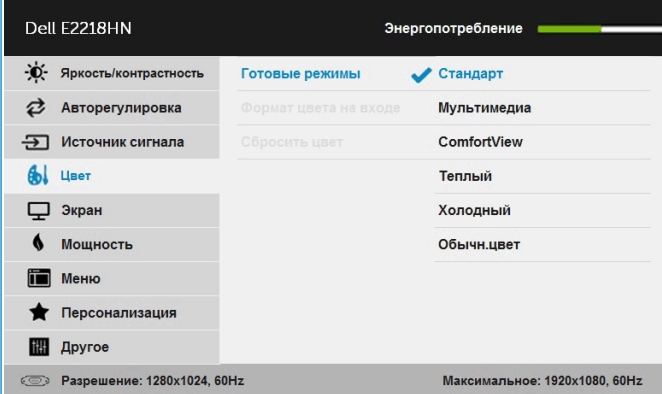 Dell E2218HN
Энергопотребление
Яркость/контрастность
Готовые режимы
Стандарт
Авторегулировка
Формат цвета на входе
Мультимедиа
Источник сигнала
Сбросить цвет
ComfortView
Цвет
Теплый
Экран
Холодный
Мощность
Обычн.цвет
Меню
Персонализация
Другое
Разрешение: 1280x1024, 60Hz
Максимальное: 1920x1080, 60Hz